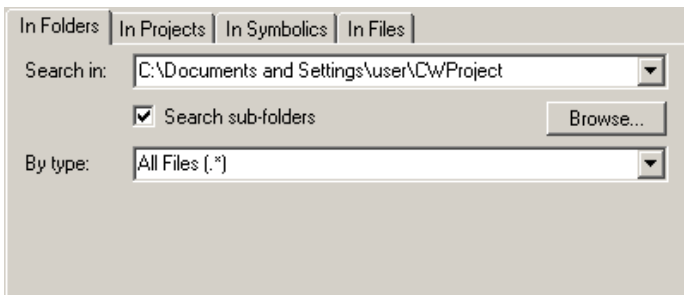 In Folders In Projects In Symbolics In Files
Search in: C:\Documents and Settings\user\CWProject
Search sub-folders Browse...
By type: All Files (.*)